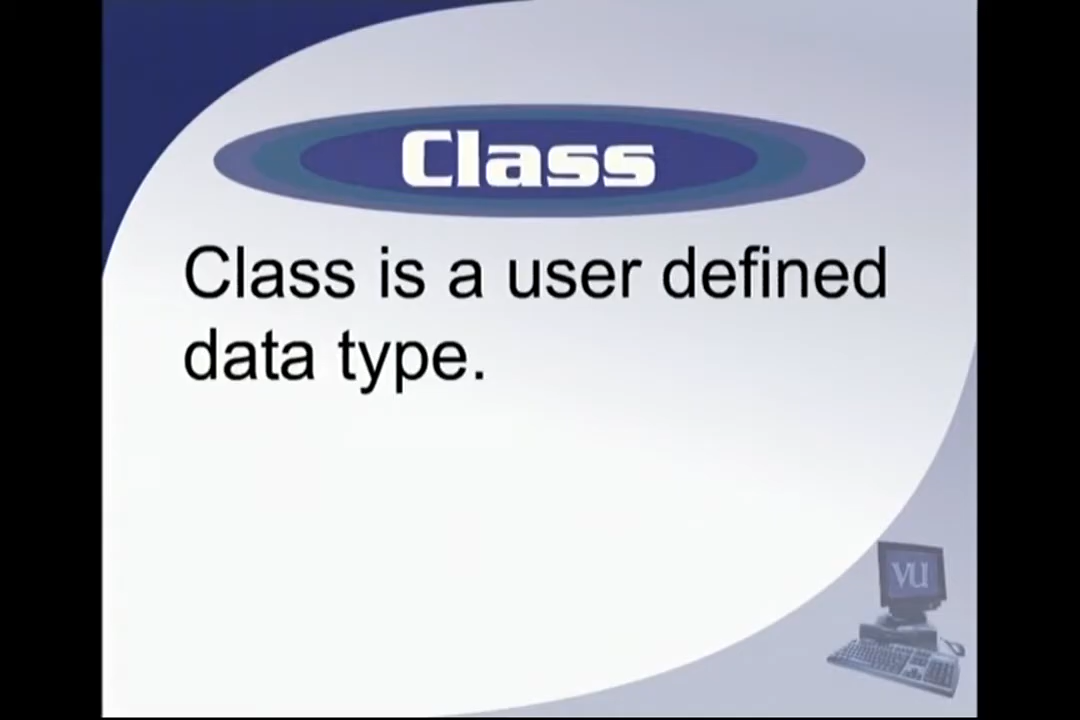 Class
Class is a user defined
data type.
VU